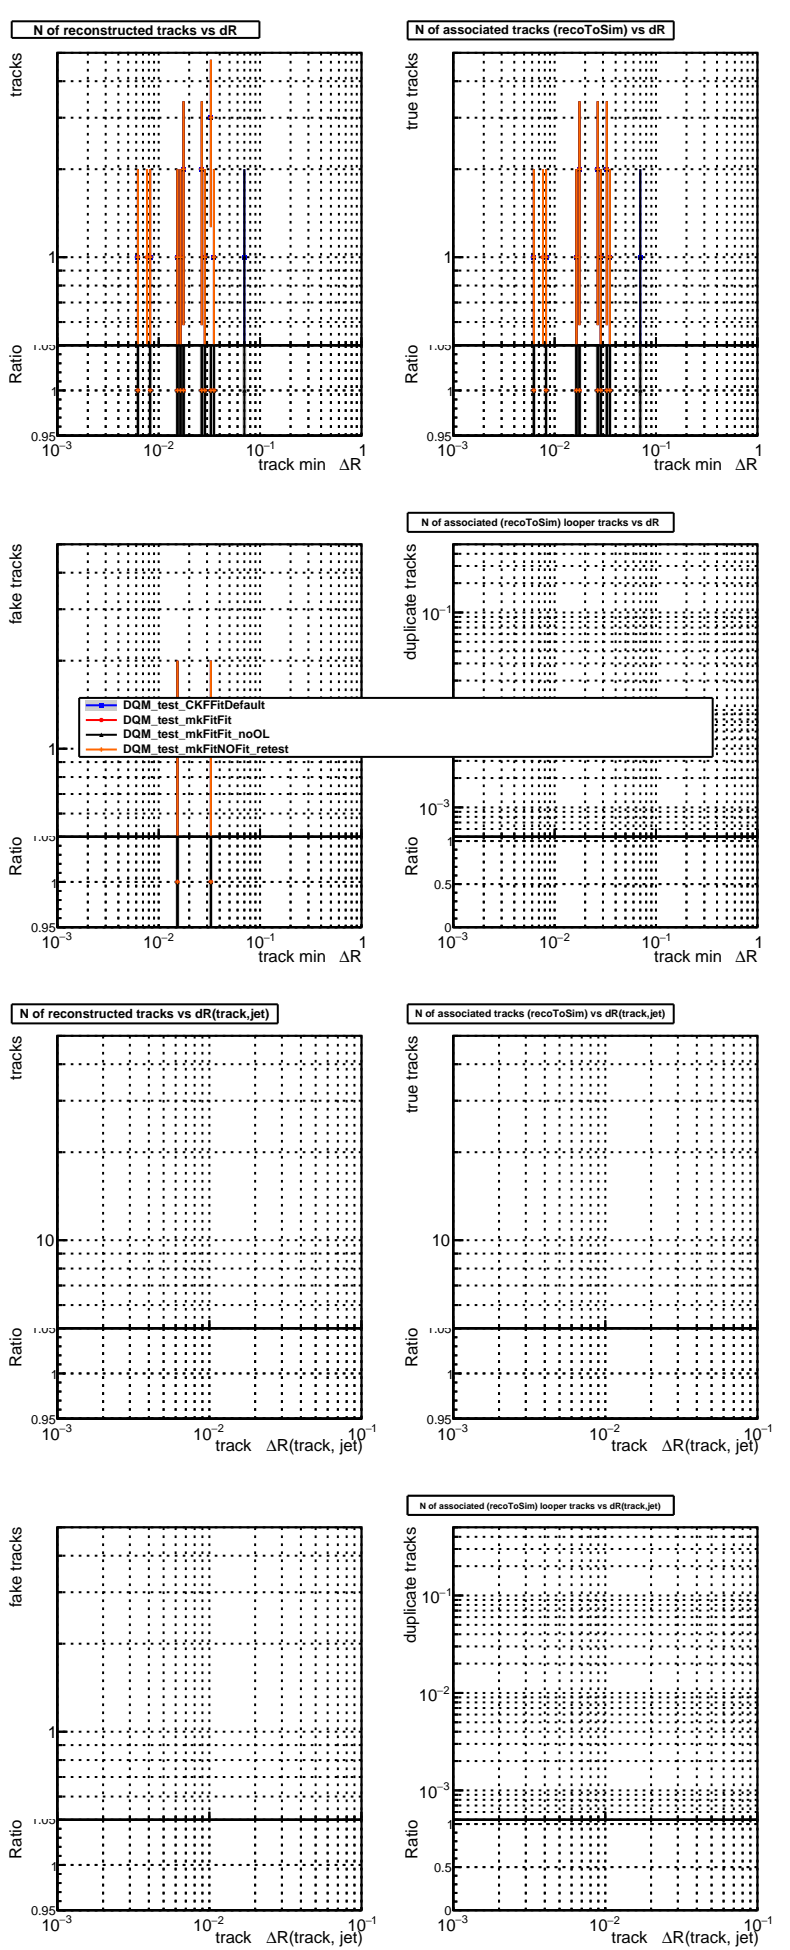 N of reconstructed tracks vs dR
tracks
1
1.05
Ratio
1
0.95
10−3
10−2
10−1
1
track min ΔR
N of associated tracks (recoToSim) vs dR
true tracks
1
1.05
Ratio
1
0.95
10−3
10−2
10−1
1
track min ΔR
fake tracks
1
1.05
Ratio
1
0.95
10−3
10−2
10−1
1
track min ΔR
N of associated (recoToSim) looper tracks vs dR
duplicate tracks
10−1
10−3
1
Ratio
0.5
0
10−3
10−2
10−1
1
track min ΔR
DQM_test_CKFFitDefault
DQM_test_mkFitFit
DQM_test_mkFitFit_noOL
DQM_test_mkFitNOFit_retest
N of reconstructed tracks vs dR(track,jet)
tracks
10
1.05
Ratio
1
0.95
10−3
10−2
10−1
track ΔR(track, jet)
N of associated tracks (recoToSim) vs dR(track,jet)
true tracks
10
1.05
Ratio
1
0.95
10−3
10−2
10−1
track ΔR(track, jet)
fake tracks
1
1.05
Ratio
1
0.95
10−3
10−2
10−1
track ΔR(track, jet)
N of associated (recoToSim) looper tracks vs dR(track,jet)
duplicate tracks
10−1
10−2
10−3
1
Ratio
0.5
0
10−3
10−2
10−1
track ΔR(track, jet)